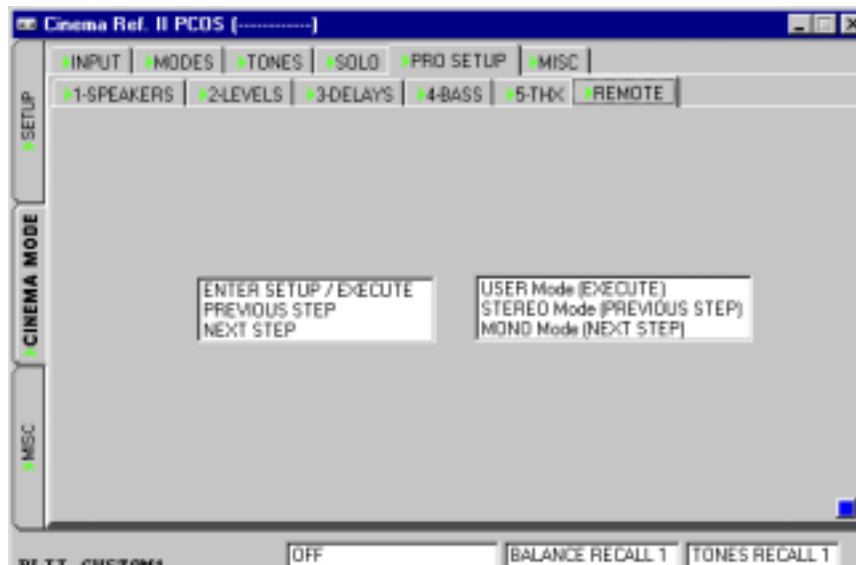 Cinema Ref. II PCOS (-------------)
INPUT MODES TONES SOLO PRO SETUP MISC
1-SPEAKERS 2-LEVELS 3-DELAYS 4-BASS 5-THX REMOTE
SETUP
CINEMA MODE
MISC
ENTER SETUP / EXECUTE
PREVIOUS STEP
NEXT STEP
USER Mode (EXECUTE)
STEREO Mode (PREVIOUS STEP)
MONO Mode (NEXT STEP)
OFF BALANCE RECALL 1 TONES RECALL 1